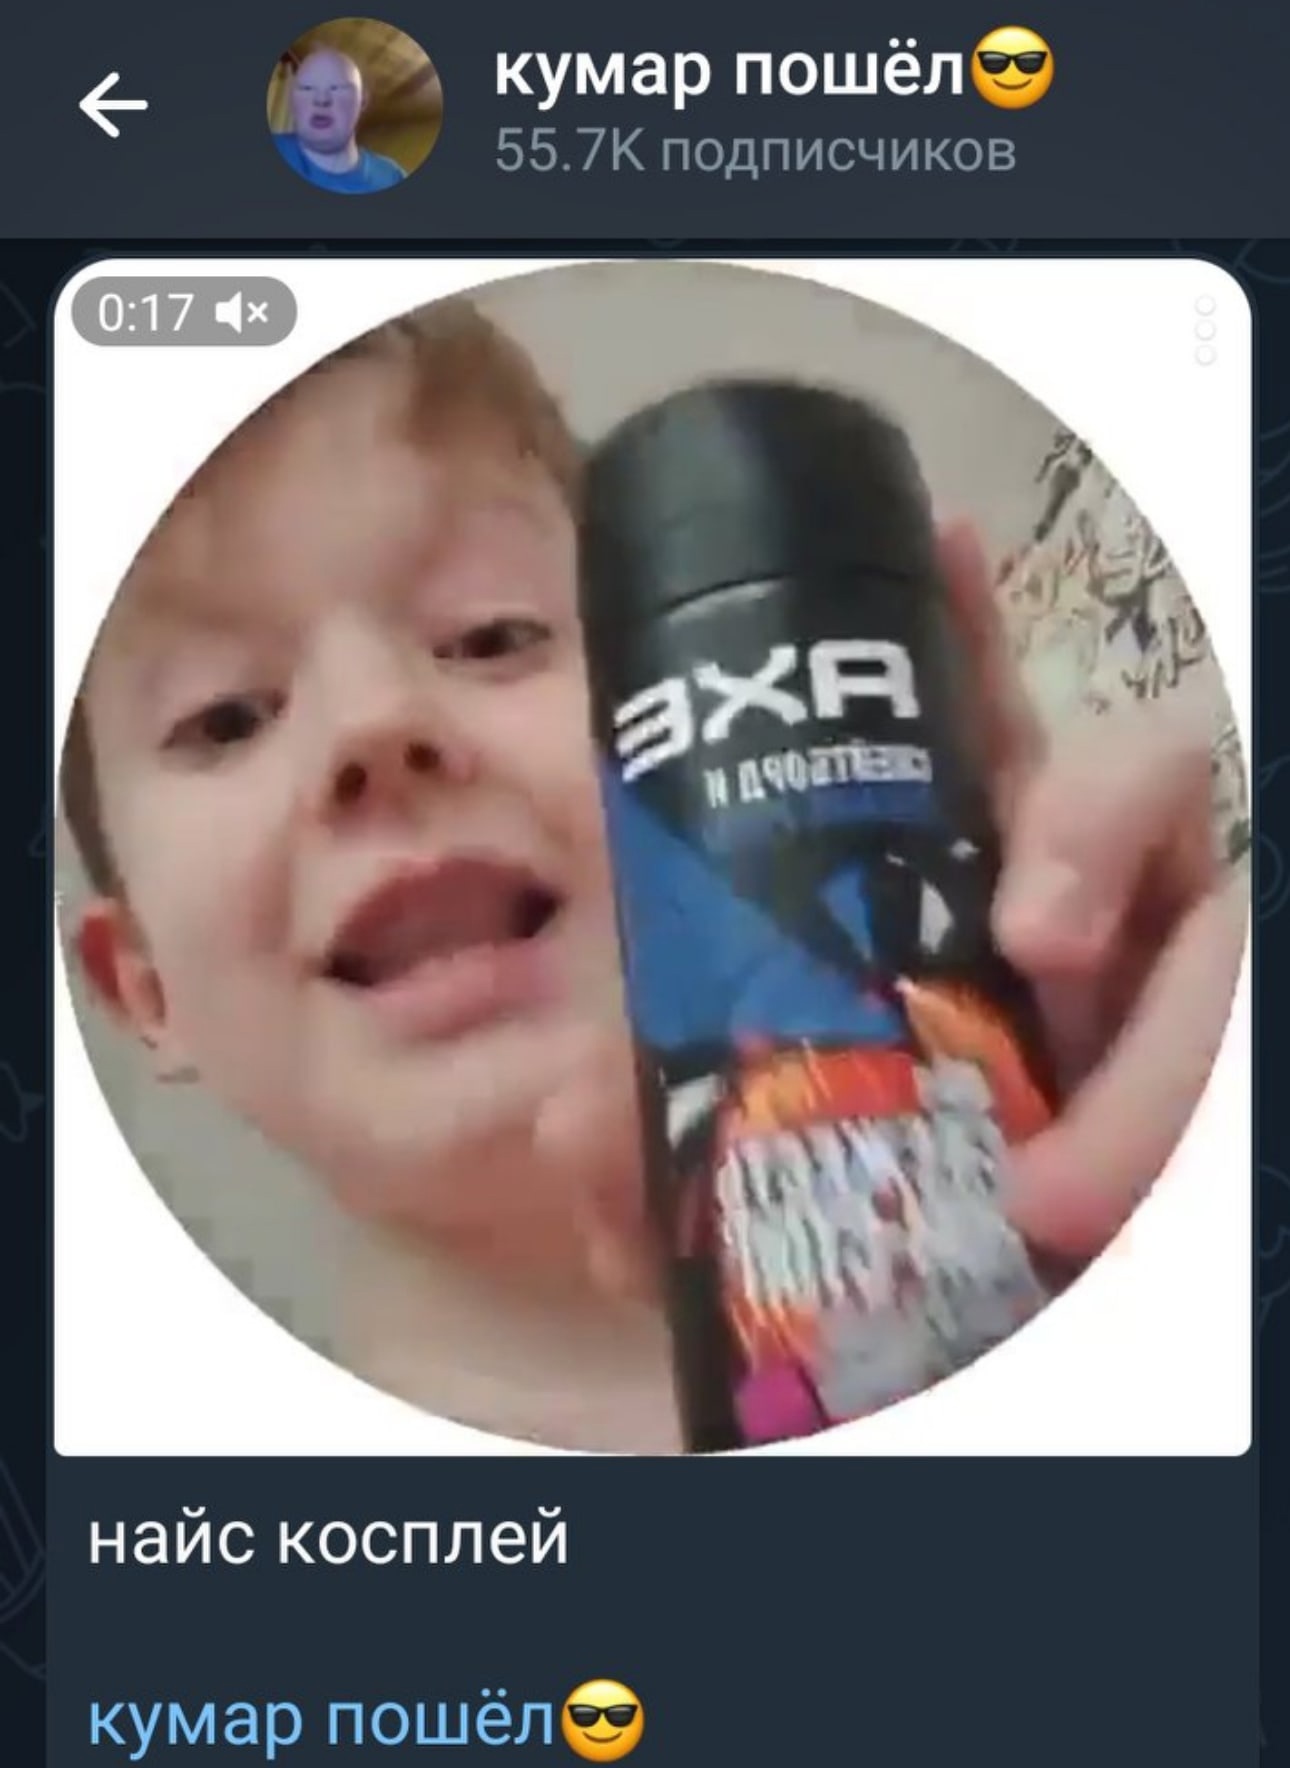 кумар пошёл😎
55.7K подписчиков
0:17
AXE
найс косплей
кумар пошёл😎